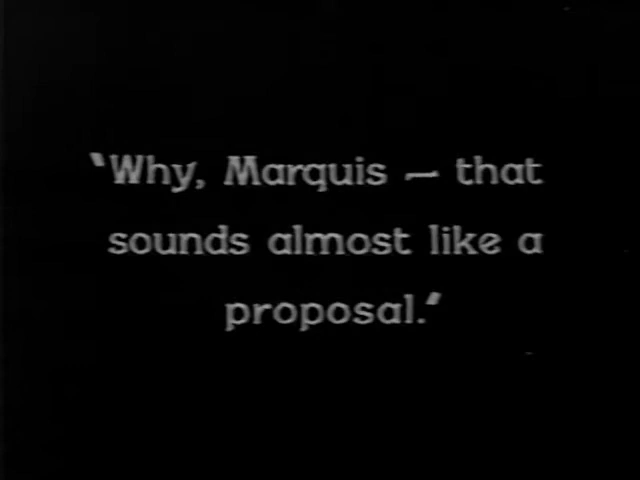 "Why, Marquis — that
sounds almost like a
proposal."